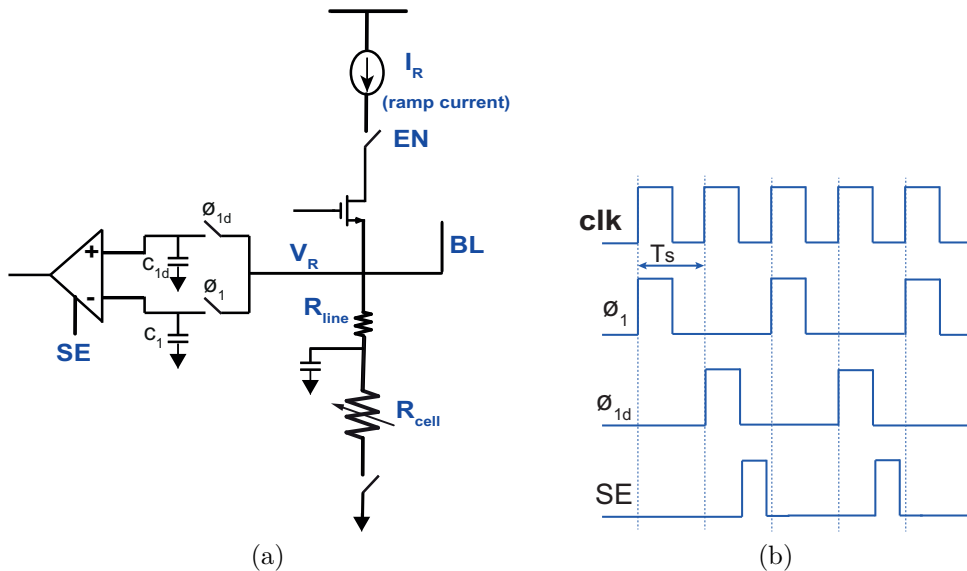 I_R
(ramp current)
EN
ø_1d
BL
V_R
+
C_1d
ø_1
-
R_line
C_1
SE
R_cell
(a)
clk
Ts
ø_1
ø_1d
SE
(b)